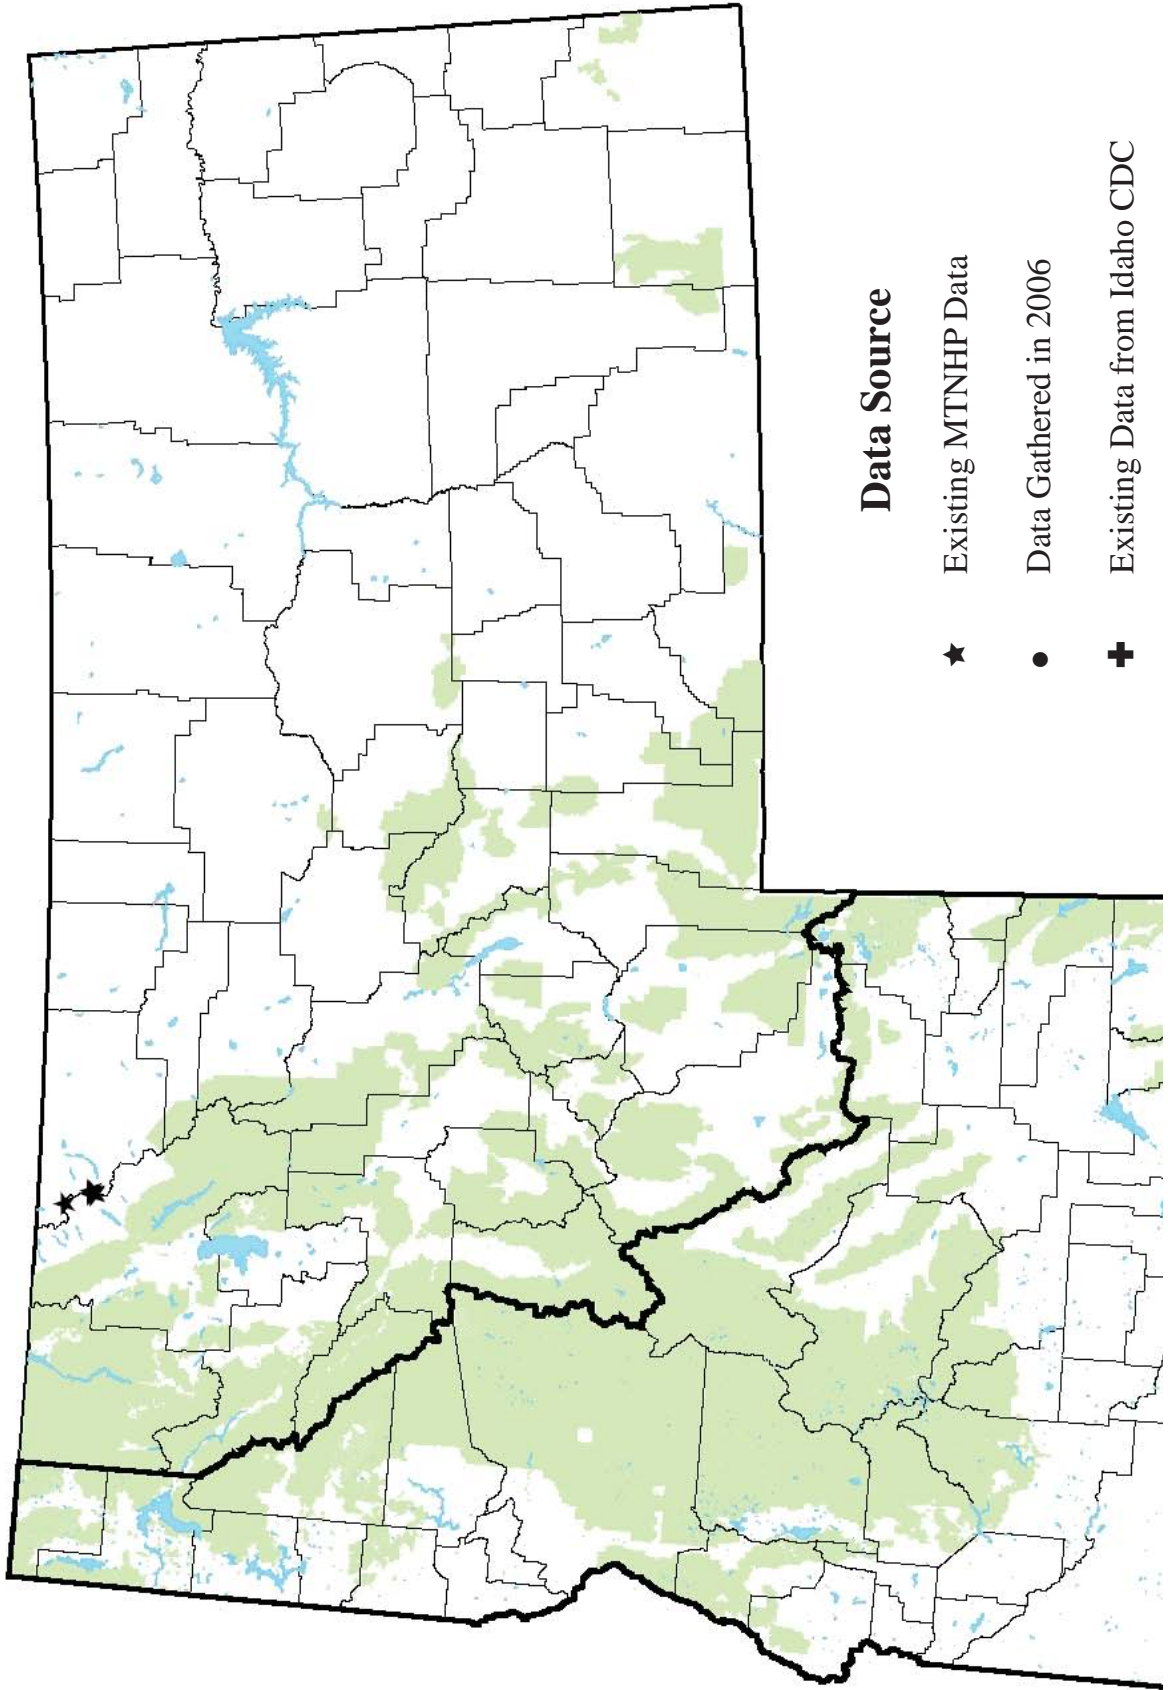 Data Source
Existing MTNHP Data
Data Gathered in 2006
Existing Data from Idaho CDC